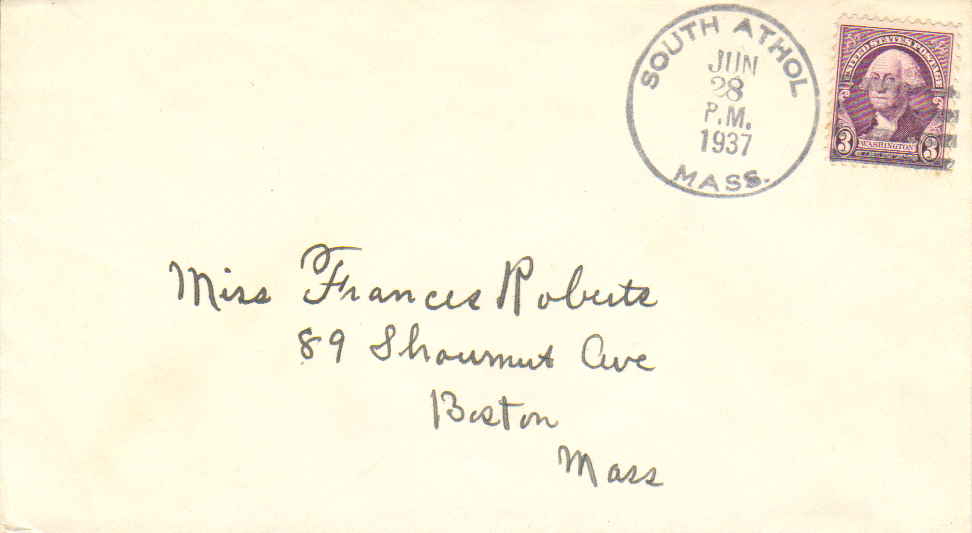 SOUTH ATHOL
JUN
28
P.M.
1937
MASS.
UNITED STATES POSTAGE
3 WASHINGTON 3
Miss Frances Roberts
89 Shawmut Ave
Boston
Mass